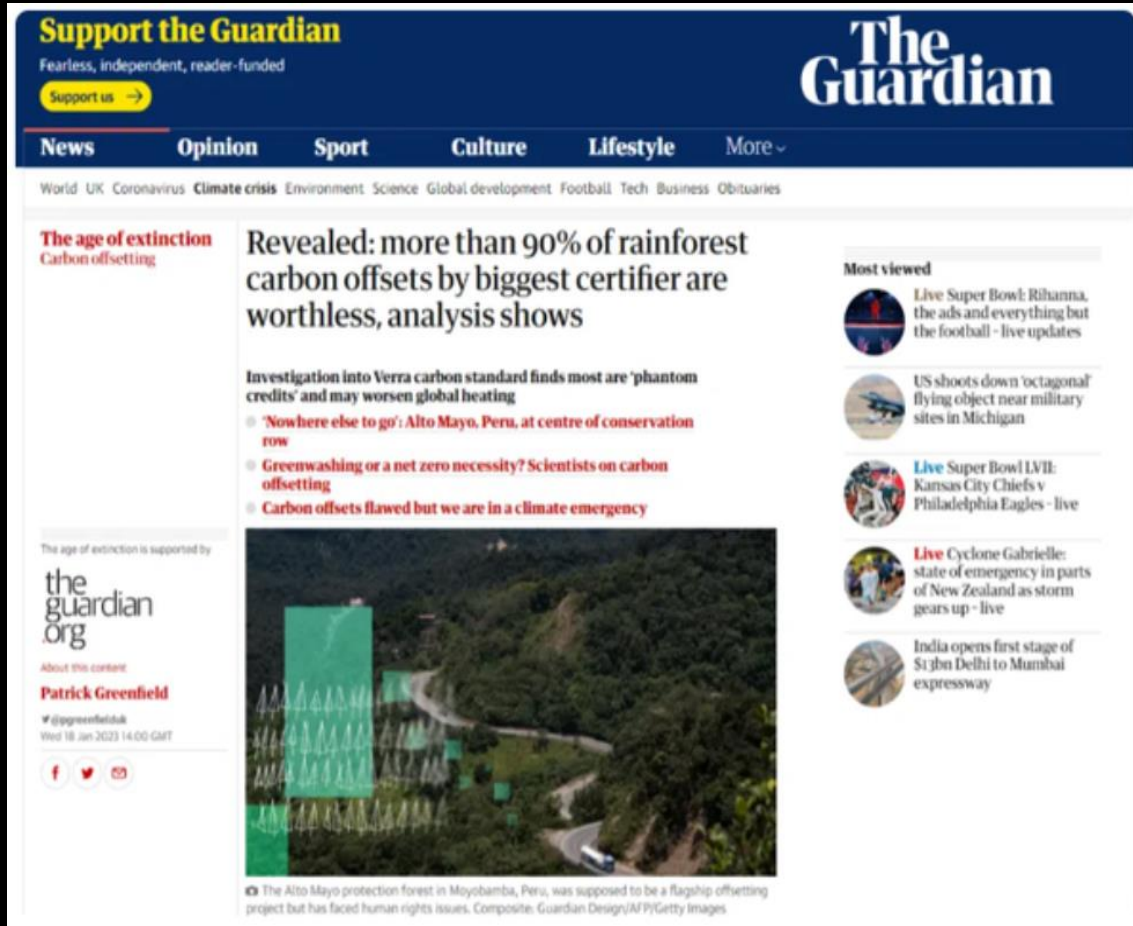 Support the Guardian
Fearless, independent, reader-funded
Support us →
The
Guardian
News Opinion Sport Culture Lifestyle More
World UK Coronavirus Climate crisis Environment Science Global development Football Tech Business Obituaries
The age of extinction
Carbon offsetting
Revealed: more than 90% of rainforest
carbon offsets by biggest certifier are
worthless, analysis shows
Investigation into Verra carbon standard finds most are ‘phantom
credits’ and may worsen global heating
‘Nowhere else to go’: Alto Mayo, Peru, at centre of conservation
row
Greenwashing or a net zero necessity? Scientists on carbon
offsetting
Carbon offsets flawed but we are in a climate emergency
The age of extinction is supported by
the
guardian
.org
About this content
Patrick Greenfield
@pgreenfielduk
Wed 18 Jan 2023 14.00 GMT
The Alto Mayo protection forest in Moyobamba, Peru, was supposed to be a flagship offsetting
project but has faced human rights issues. Composite: Guardian Design/AFP/Getty Images
Most viewed
Live Super Bowl: Rihanna,
the ads and everything but
the football - live updates
US shoots down ‘octagonal’
flying object near military
sites in Michigan
Live Super Bowl LVII:
Kansas City Chiefs v
Philadelphia Eagles - live
Live Cyclone Gabrielle:
state of emergency in parts
of New Zealand as storm
gears up - live
India opens first stage of
$13bn Delhi to Mumbai
expressway